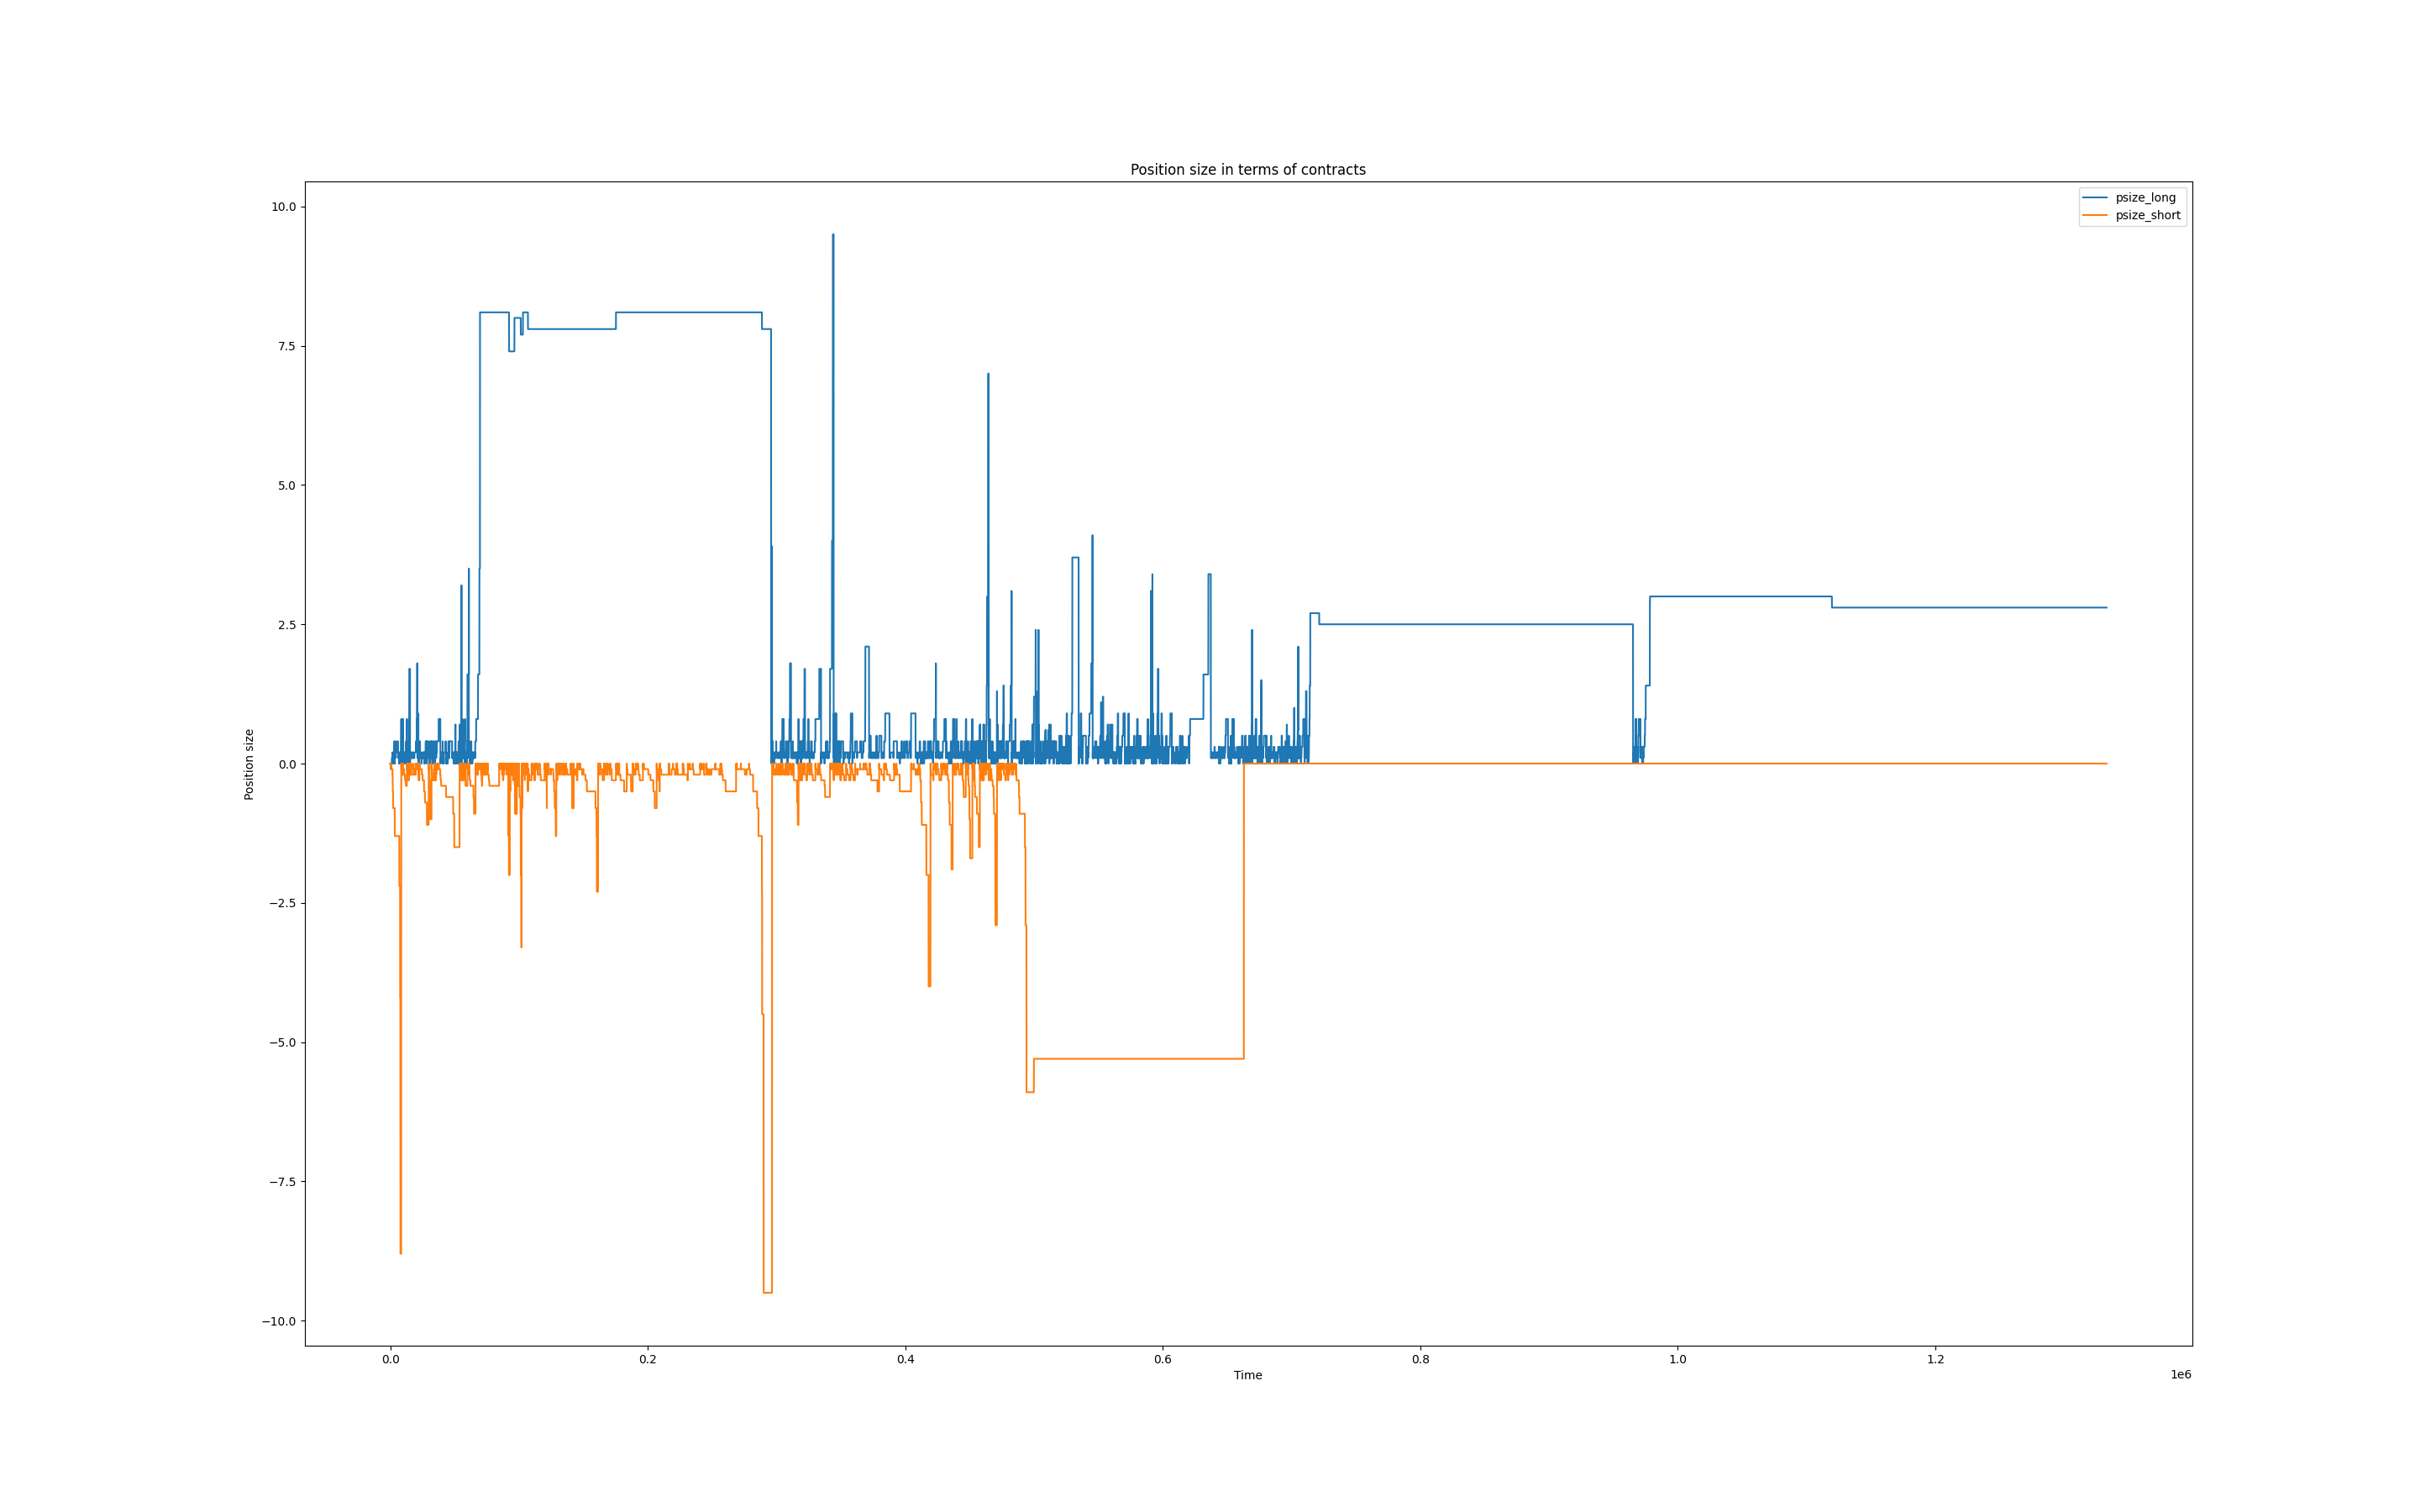 Position size in terms of contracts
psize_long
psize_short
10.0
7.5
5.0
2.5
0.0
−2.5
−5.0
−7.5
−10.0
Position size
0.0 0.2 0.4 0.6 0.8 1.0 1.2
Time
1e6